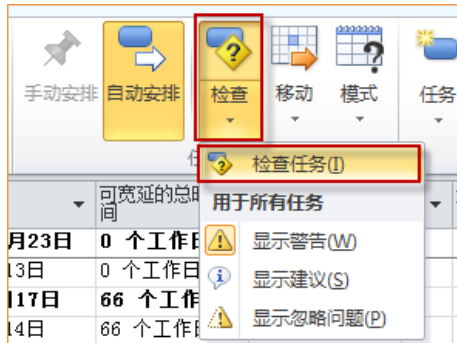 手动安排 自动安排 检查 移动 模式 任务
检查任务(I)
可宽延的总时间
用于所有任务
月23日 0 个工作日
显示警告(W)
13日 0 个工作日
显示建议(S)
17日 66 个工作
14日 66 个工作
显示忽略问题(P)